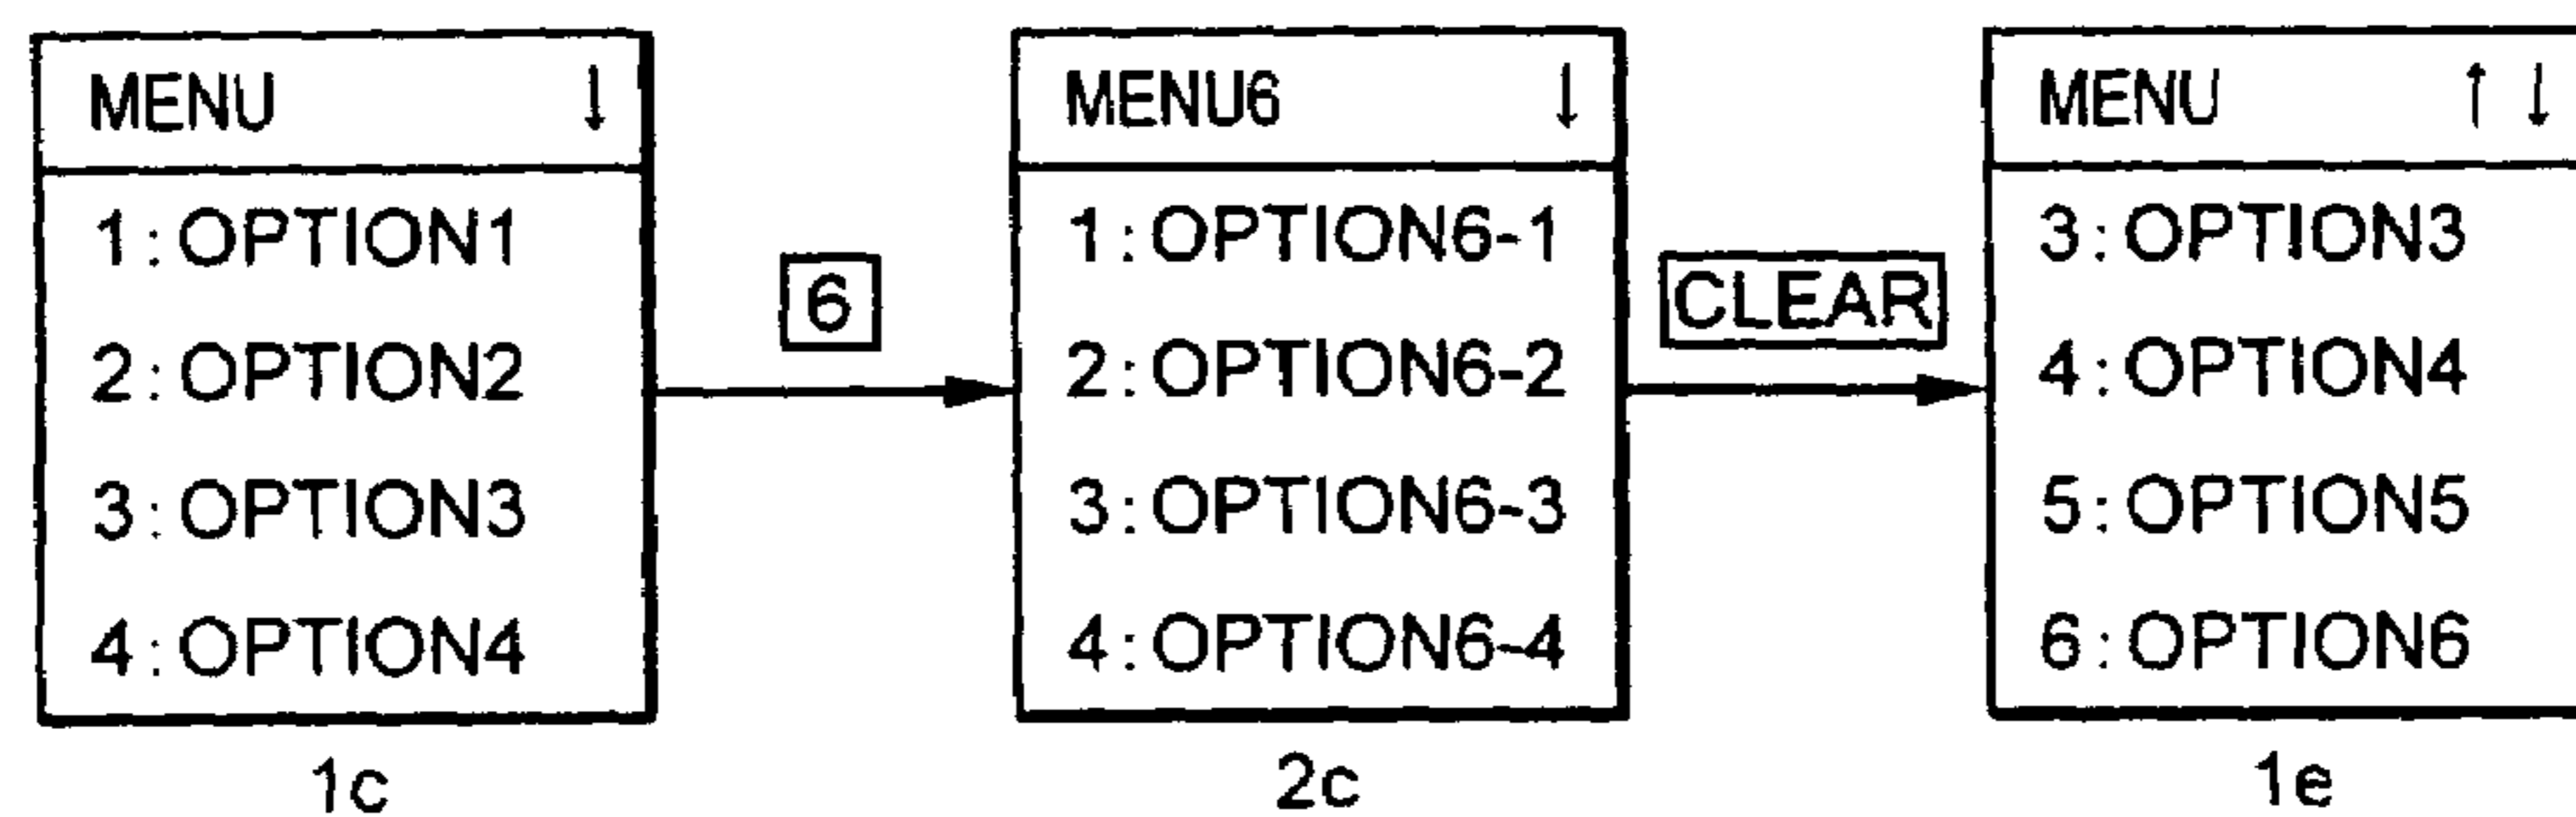 MENU ↓
1:OPTION1
2:OPTION2
3:OPTION3
4:OPTION4
1c
6
MENU6 ↓
1:OPTION6-1
2:OPTION6-2
3:OPTION6-3
4:OPTION6-4
2c
CLEAR
MENU ↑ ↓
3:OPTION3
4:OPTION4
5:OPTION5
6:OPTION6
1e